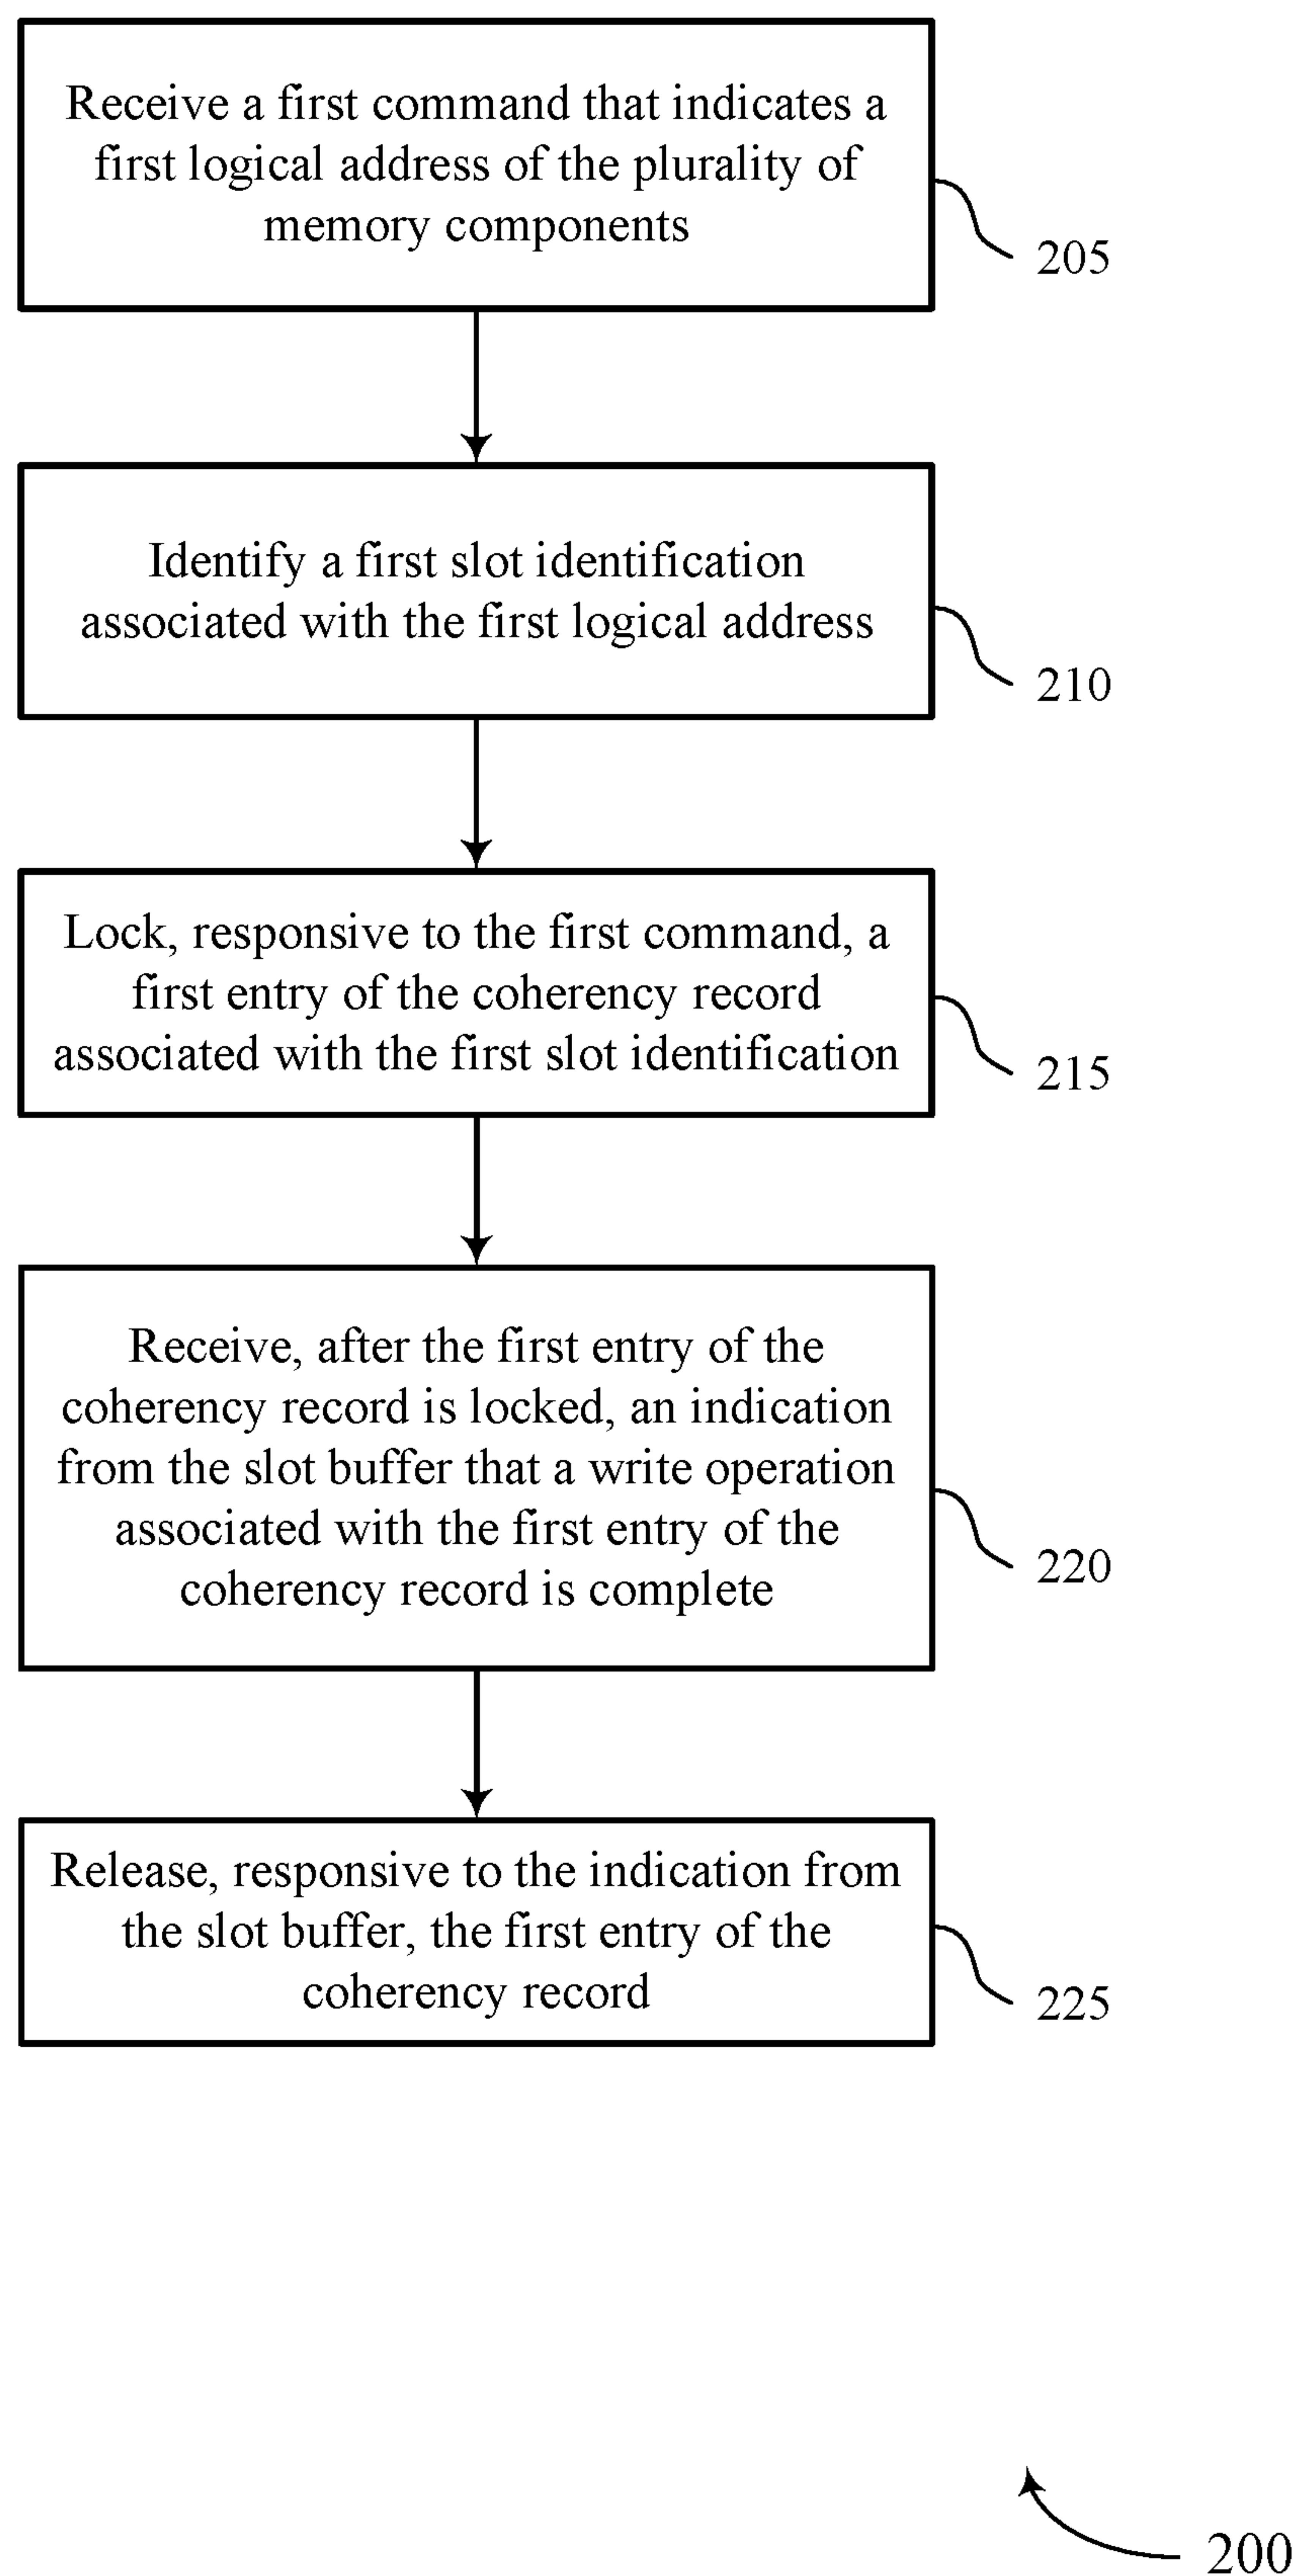 Receive a first command that indicates a
first logical address of the plurality of
memory components
205
Identify a first slot identification
associated with the first logical address
210
Lock, responsive to the first command, a
first entry of the coherency record
associated with the first slot identification
215
Receive, after the first entry of the
coherency record is locked, an indication
from the slot buffer that a write operation
associated with the first entry of the
coherency record is complete
220
Release, responsive to the indication from
the slot buffer, the first entry of the
coherency record
225
200